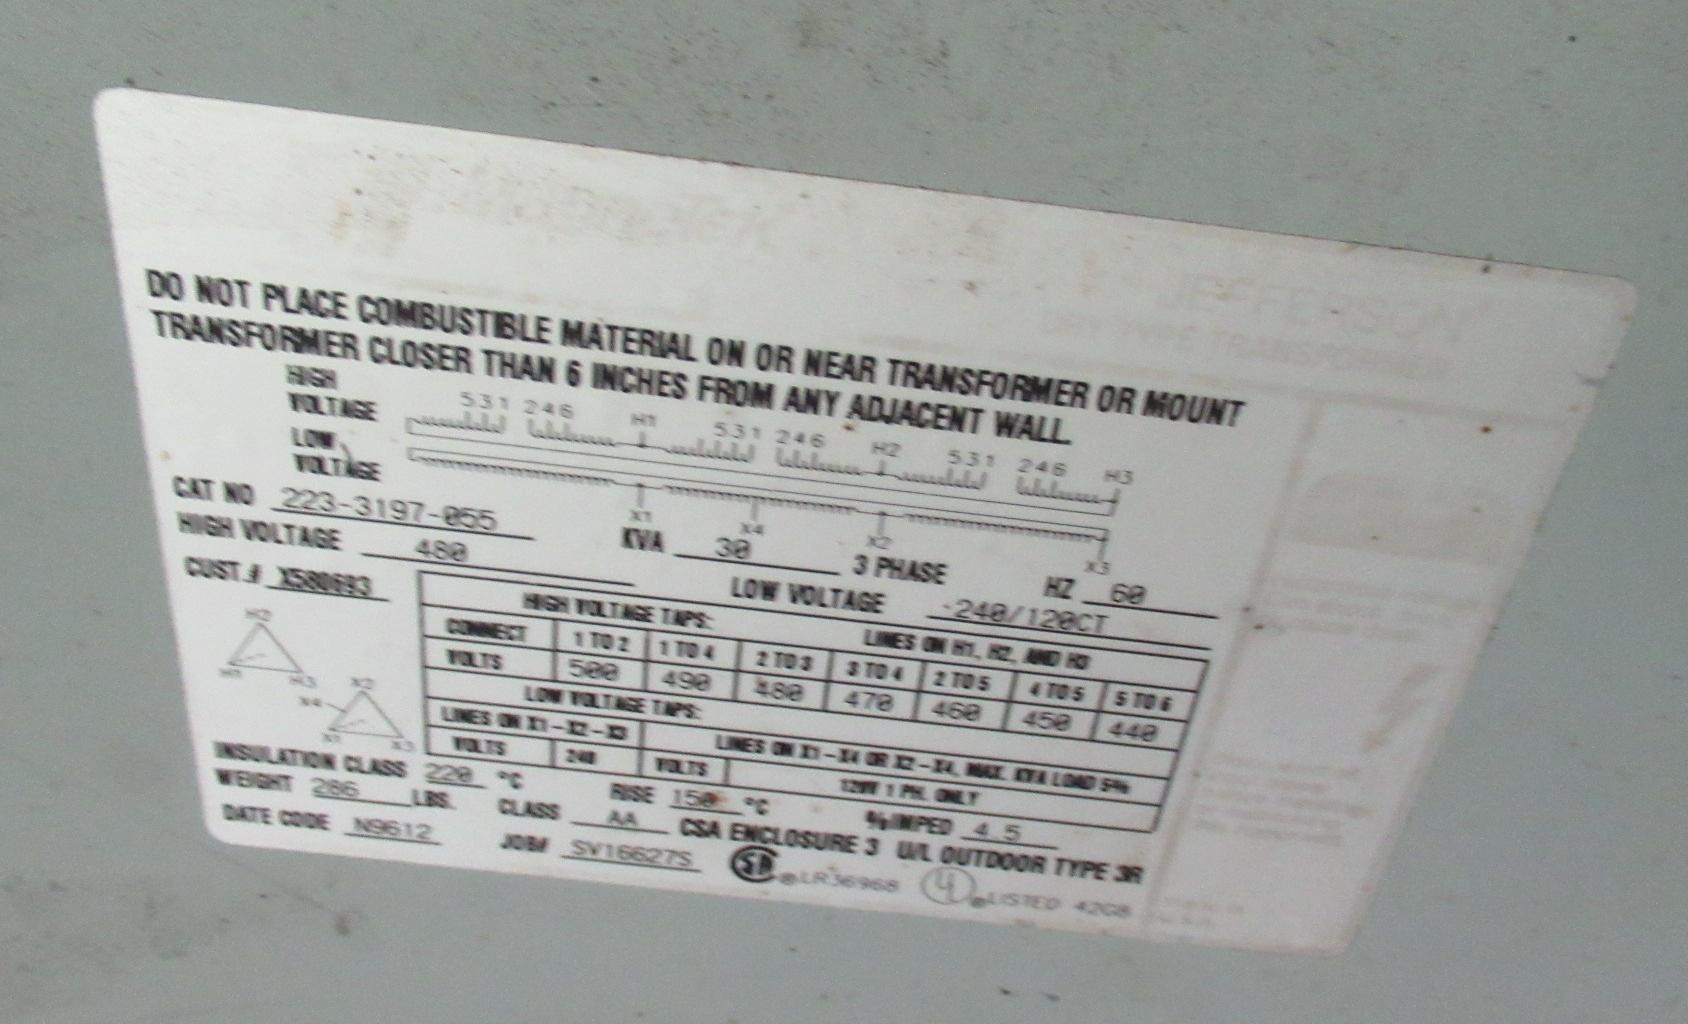 JEFFERSON
DRY TYPE TRANSFORMER
DO NOT PLACE COMBUSTIBLE MATERIAL ON OR NEAR TRANSFORMER OR MOUNT
TRANSFORMER CLOSER THAN 6 INCHES FROM ANY ADJACENT WALL.
HIGH VOLTAGE 531 246 H1 531 246 H2 531 246 H3
LOW VOLTAGE X1 X4 X2 X3
CAT NO 223-3197-055 KVA 30 3 PHASE HZ 60
HIGH VOLTAGE 480 LOW VOLTAGE 240/120CT
CUST.# X580693
H2
H1 H3
X2
X4
X1 X3
HIGH VOLTAGE TAPS: LINES ON H1, H2, AND H3
CONNECT 1 TO 2 1 TO 4 2 TO 3 3 TO 4 2 TO 5 4 TO 5 5 TO 6
VOLTS 500 490 480 470 460 450 440
LOW VOLTAGE TAPS:
LINES ON X1-X2-X3 LINES ON X1-X4 OR X2-X4, MAX. KVA LOAD 5%
VOLTS 240 VOLTS 120V 1 PH. ONLY
INSULATION CLASS 220 °C RISE 150 °C %IMPED 4.5
WEIGHT 286 LBS. CLASS AA CSA ENCLOSURE 3 U/L OUTDOOR TYPE 3R
DATE CODE N9612 JOB# SV16627S SA ® LR36968 UL ® LISTED 42G8